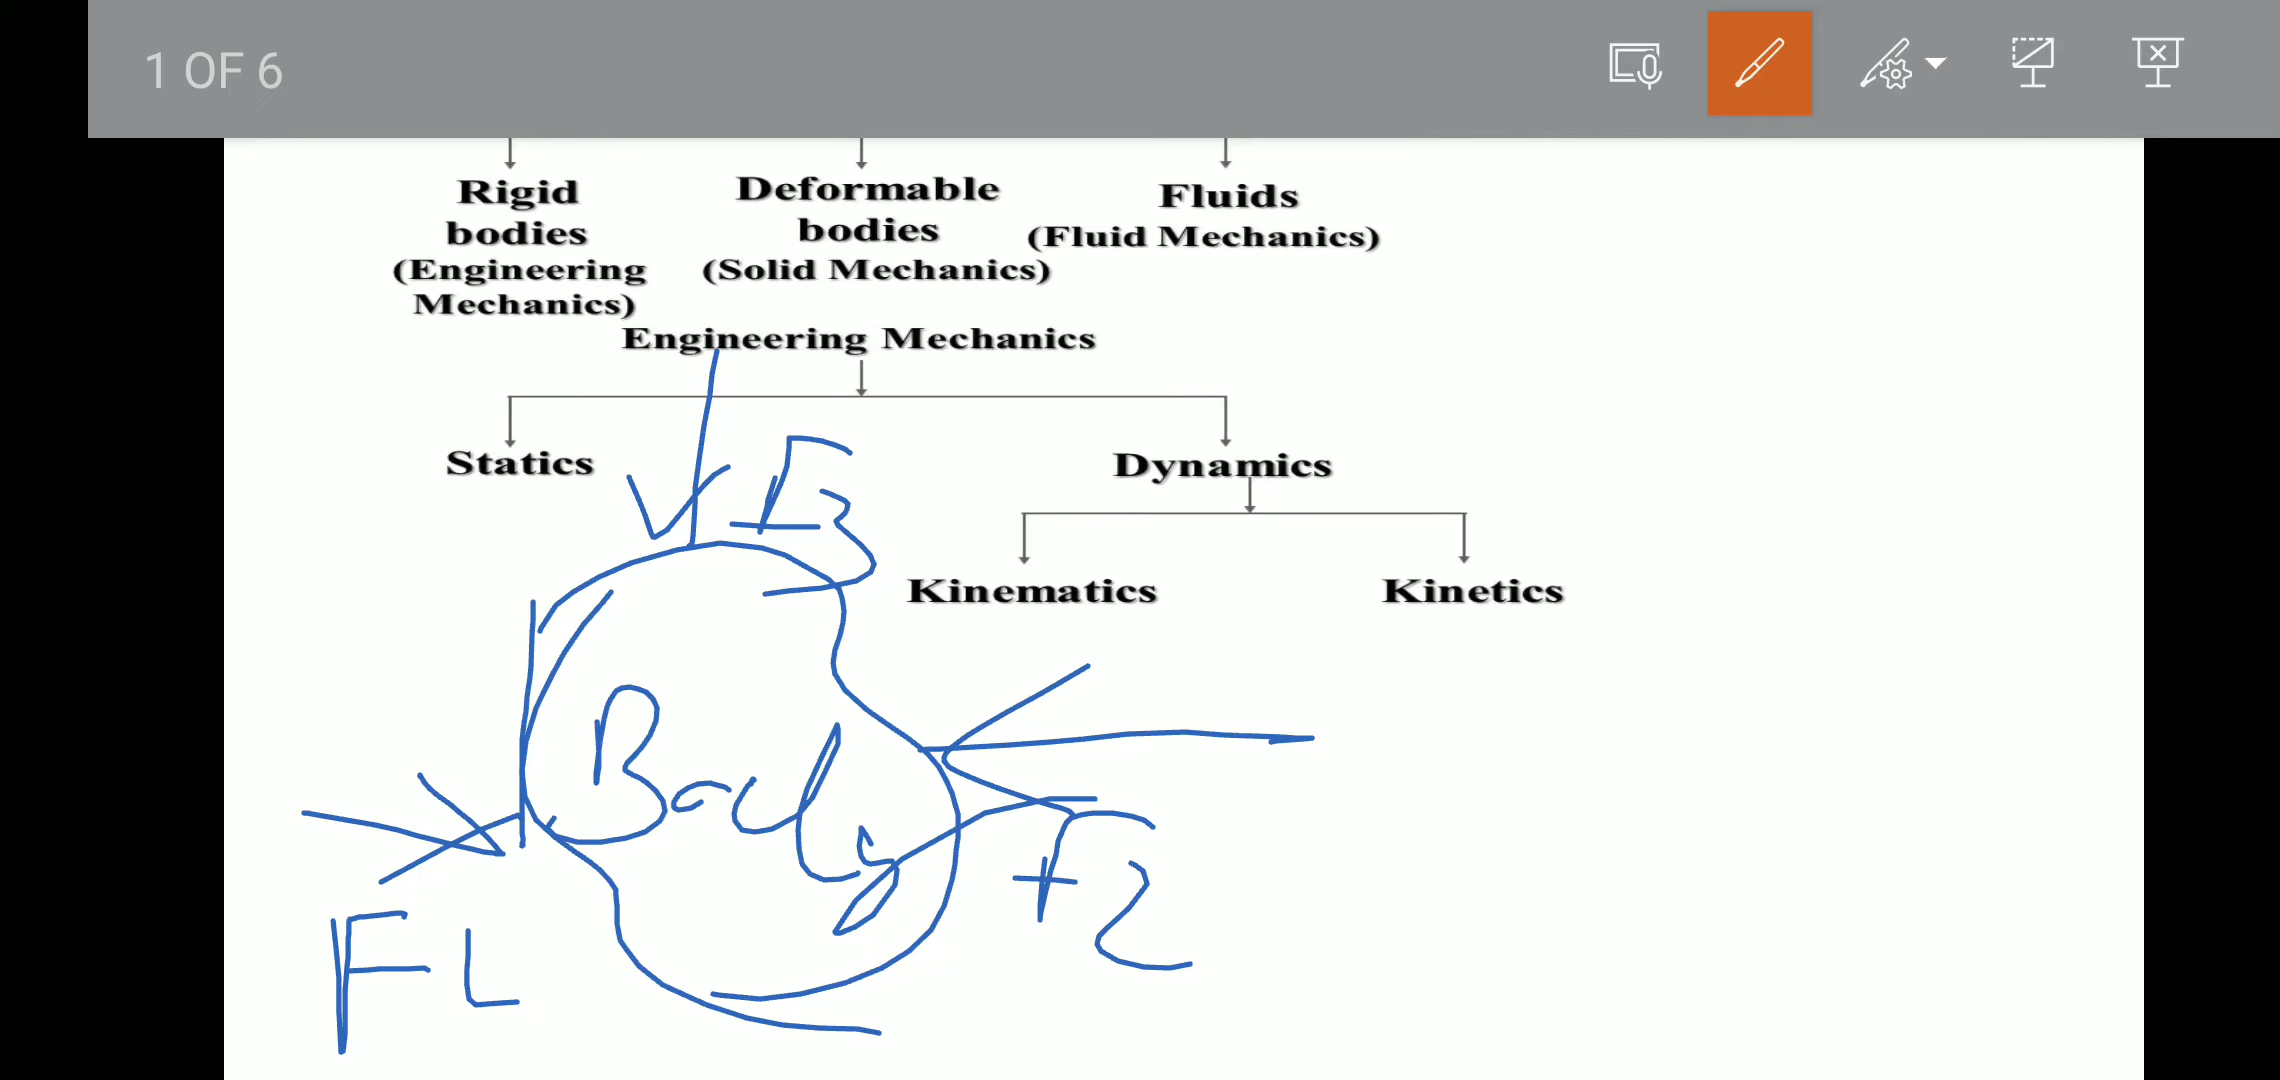 1 OF 6
Rigid bodies (Engineering Mechanics)
Deformable bodies (Solid Mechanics)
Fluids (Fluid Mechanics)
Engineering Mechanics
Statics
Dynamics
F3
Kinematics
Kinetics
Body
F2
F1